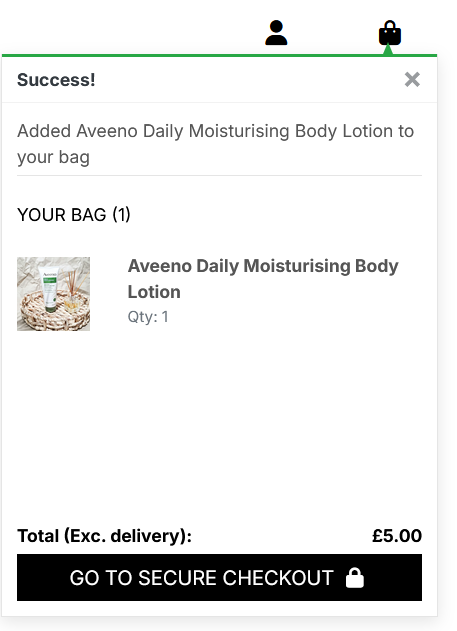 Success!
Added Aveeno Daily Moisturising Body Lotion to
your bag
YOUR BAG (1)
Aveeno Daily Moisturising Body
Lotion
Qty: 1
Total (Exc. delivery): £5.00
GO TO SECURE CHECKOUT